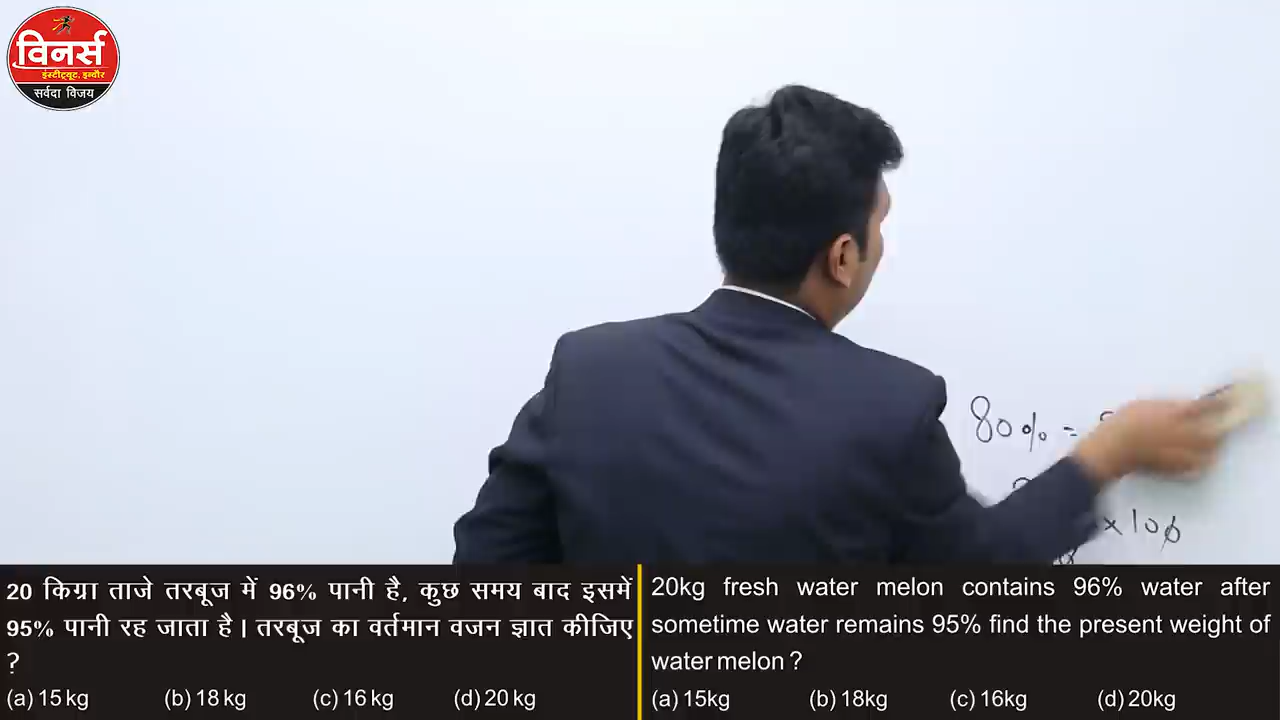 विनर्स
इंस्टीट्यूट, इन्दौर
सर्वदा विजय
80% =
x 100
20 किग्रा ताजे तरबूज में 96% पानी है, कुछ समय बाद इसमें
95% पानी रह जाता है। तरबूज का वर्तमान वजन ज्ञात कीजिए
?
(a) 15 kg (b) 18 kg (c) 16 kg (d) 20 kg
20kg fresh water melon contains 96% water after
sometime water remains 95% find the present weight of
water melon ?
(a) 15kg (b) 18kg (c) 16kg (d) 20kg